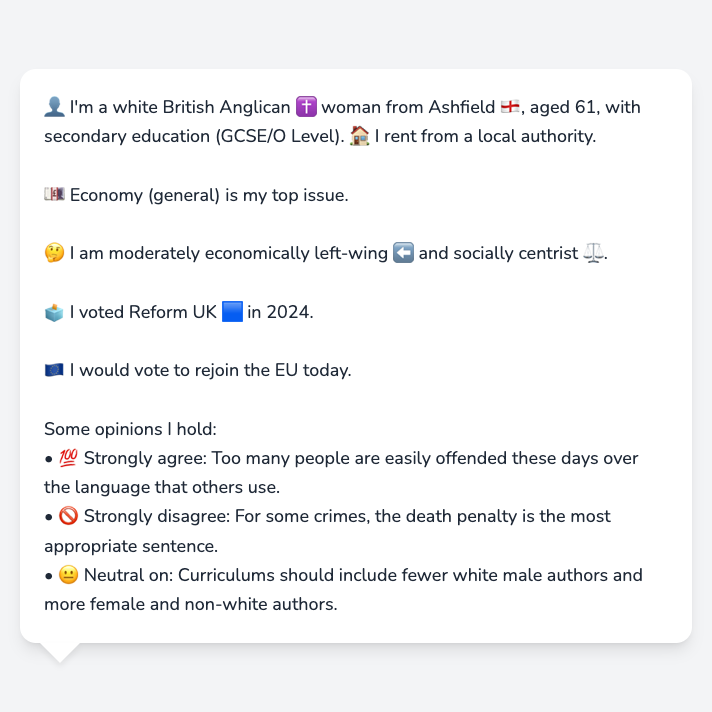 👤 I'm a white British Anglican ✝️ woman from Ashfield 🏴󠁧󠁢󠁥󠁮󠁧󠁿, aged 61, with
secondary education (GCSE/O Level). 🏠 I rent from a local authority.
💷 Economy (general) is my top issue.
🤔 I am moderately economically left-wing ⬅️ and socially centrist ⚖️.
🗳️ I voted Reform UK 🟦 in 2024.
🇪🇺 I would vote to rejoin the EU today.
Some opinions I hold:
• 💯 Strongly agree: Too many people are easily offended these days over
the language that others use.
• 🚫 Strongly disagree: For some crimes, the death penalty is the most
appropriate sentence.
• 😐 Neutral on: Curriculums should include fewer white male authors and
more female and non-white authors.